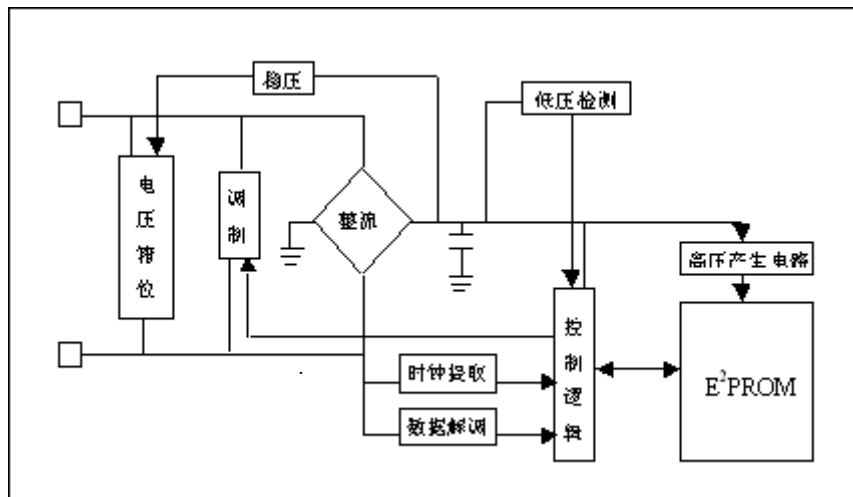 稳压
低压检测
电压箝位
调制
整流
高压产生电路
控制逻辑
时钟提取
数据解调
E²PROM